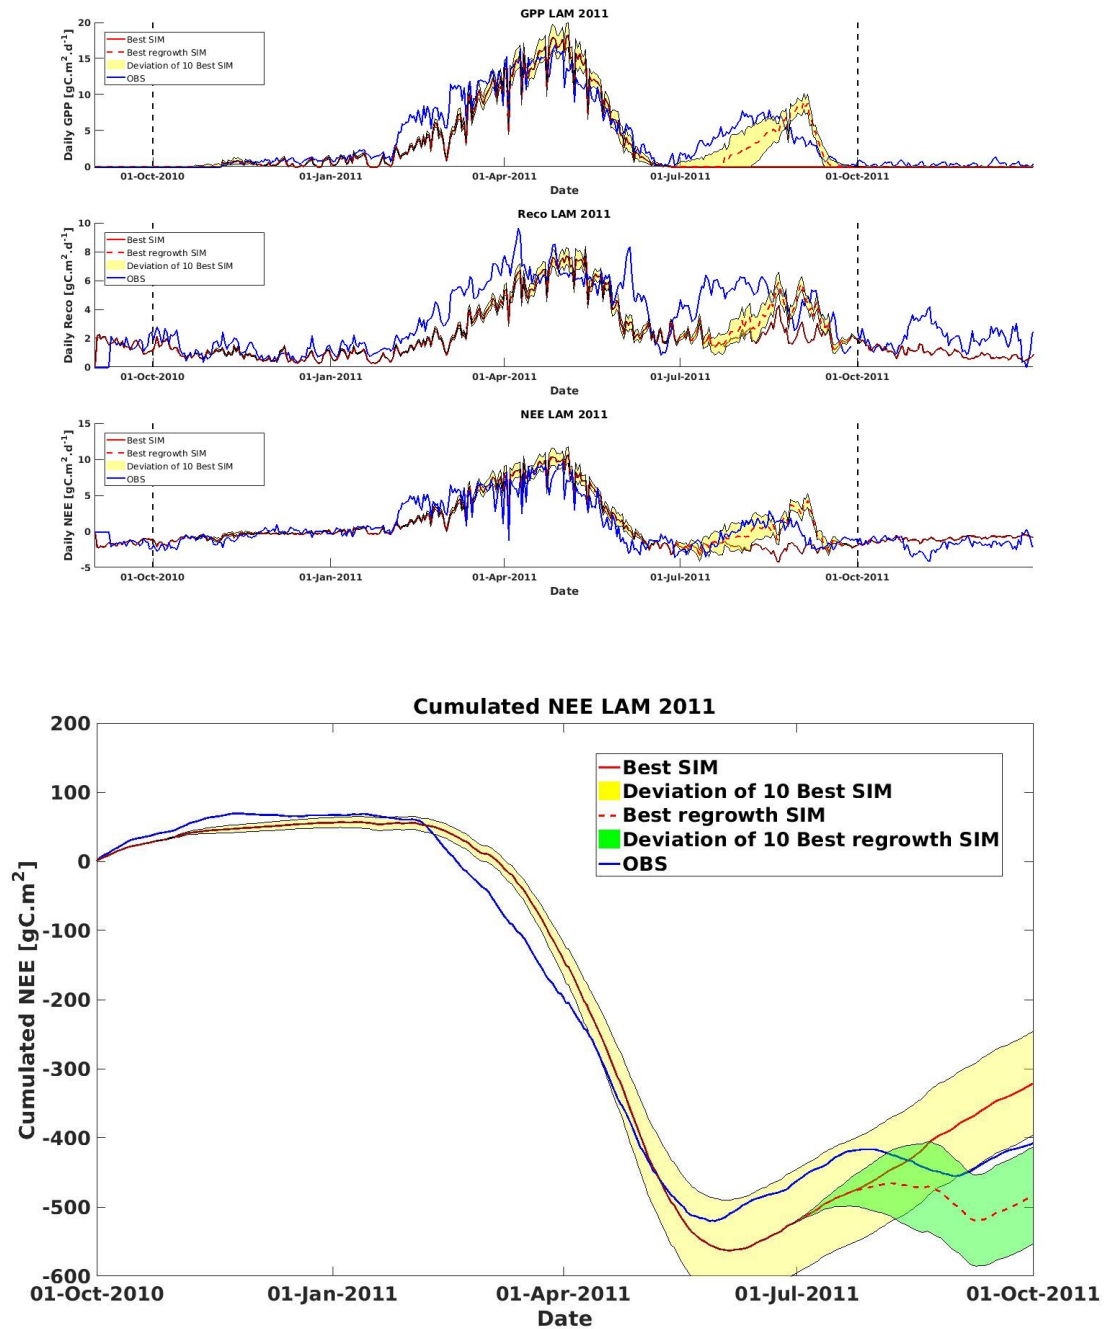 GPP LAM 2011
Daily GPP [gC.m².d⁻¹]
20
15
10
5
0
Best SIM
Best regrowth SIM
Deviation of 10 Best SIM
OBS
01-Oct-2010 01-Jan-2011 01-Apr-2011 01-Jul-2011 01-Oct-2011
Date
Reco LAM 2011
Daily Reco [gC.m².d⁻¹]
10
8
6
4
2
0
Best SIM
Best regrowth SIM
Deviation of 10 Best SIM
OBS
01-Oct-2010 01-Jan-2011 01-Apr-2011 01-Jul-2011 01-Oct-2011
Date
NEE LAM 2011
Daily NEE [gC.m².d⁻¹]
15
10
5
0
-5
Best SIM
Best regrowth SIM
Deviation of 10 Best SIM
OBS
01-Oct-2010 01-Jan-2011 01-Apr-2011 01-Jul-2011 01-Oct-2011
Date
Cumulated NEE LAM 2011
Cumulated NEE [gC.m²]
200
100
0
-100
-200
-300
-400
-500
-600
Best SIM
Deviation of 10 Best SIM
Best regrowth SIM
Deviation of 10 Best regrowth SIM
OBS
01-Oct-2010 01-Jan-2011 01-Apr-2011 01-Jul-2011 01-Oct-2011
Date